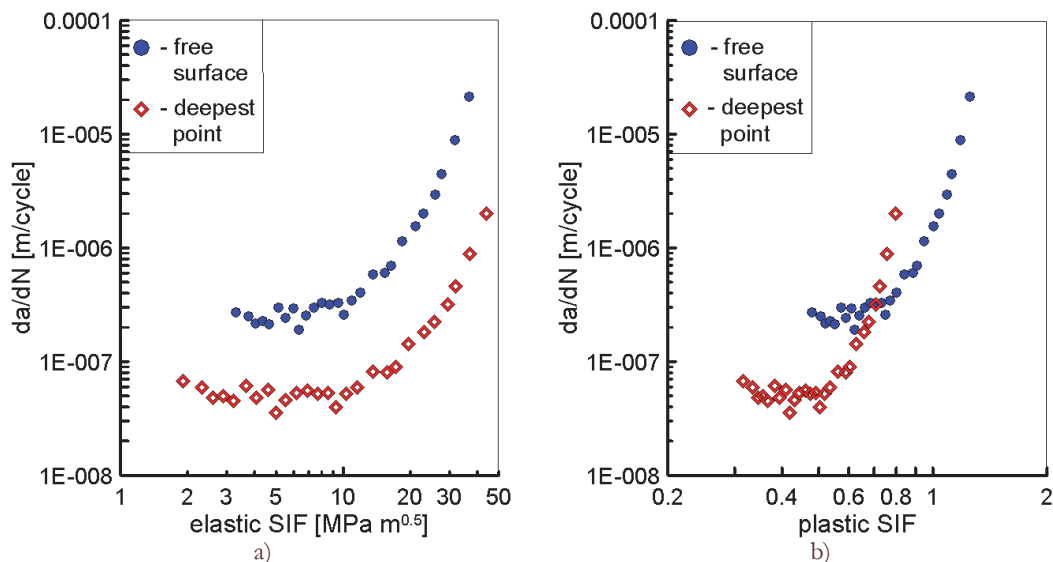 0.0001
1E-005
1E-006
1E-007
1E-008
da/dN [m/cycle]
- free
surface
- deepest
point
1 2 3 5 10 20 30 50
elastic SIF [MPa m^0.5]
a)
0.0001
1E-005
1E-006
1E-007
1E-008
da/dN [m/cycle]
- free
surface
- deepest
point
0.2 0.4 0.6 0.8 1 2
plastic SIF
b)